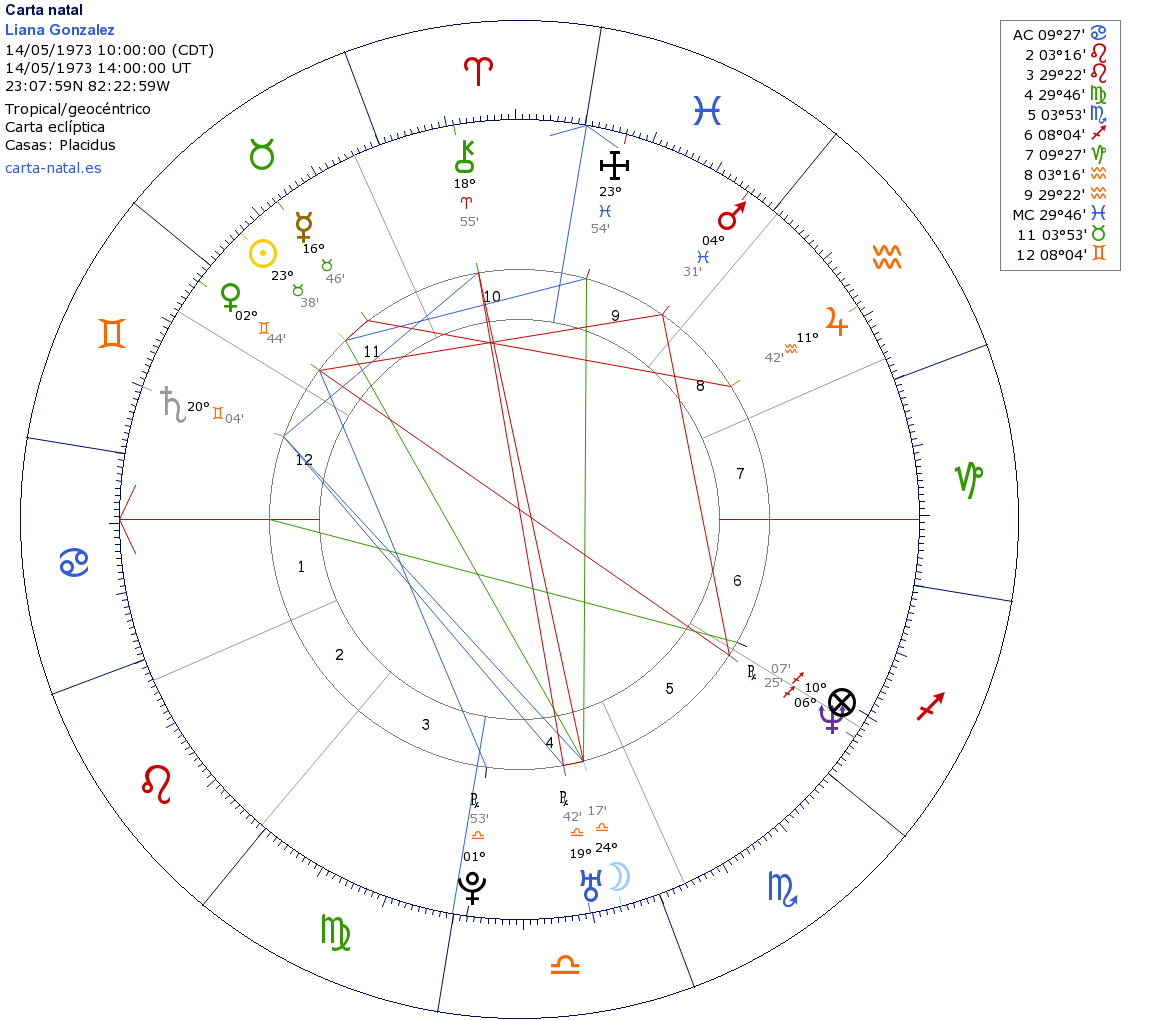 Carta natal
Liana Gonzalez
14/05/1973 10:00:00 (CDT)
14/05/1973 14:00:00 UT
23:07:59N 82:22:59W
Tropical/geocéntrico
Carta eclíptica
Casas: Placidus
carta-natal.es
AC 09°27' ♋
2 03°16' ♌
3 29°22' ♌
4 29°46' ♍
5 03°53' ♏
6 08°04' ♐
7 09°27' ♑
8 03°16' ♒
9 29°22' ♒
MC 29°46' ♓
11 03°53' ♉
12 08°04' ♊
♈
♓
♉
♒
♊
♑
♋
♐
♌
♏
♍
♎
⚷ 18° ♈ 55'
23° ♓ 54'
♂ 04° ♓ 31'
☿ 16° ♉ 46'
☉ 23° ♉ 38'
♀ 02° ♊ 44'
♃ 11° ♒ 42'
♄ 20° ♊ 04'
10
9
11
8
12
7
1
6
2
5
3
4
⊗ 10° ♐ 07'
♆ 06° ♐ 25' ℞
♇ 01° ♎ 53' ℞
♅ 19° ♎ 42' ℞
☽ 24° ♎ 17'